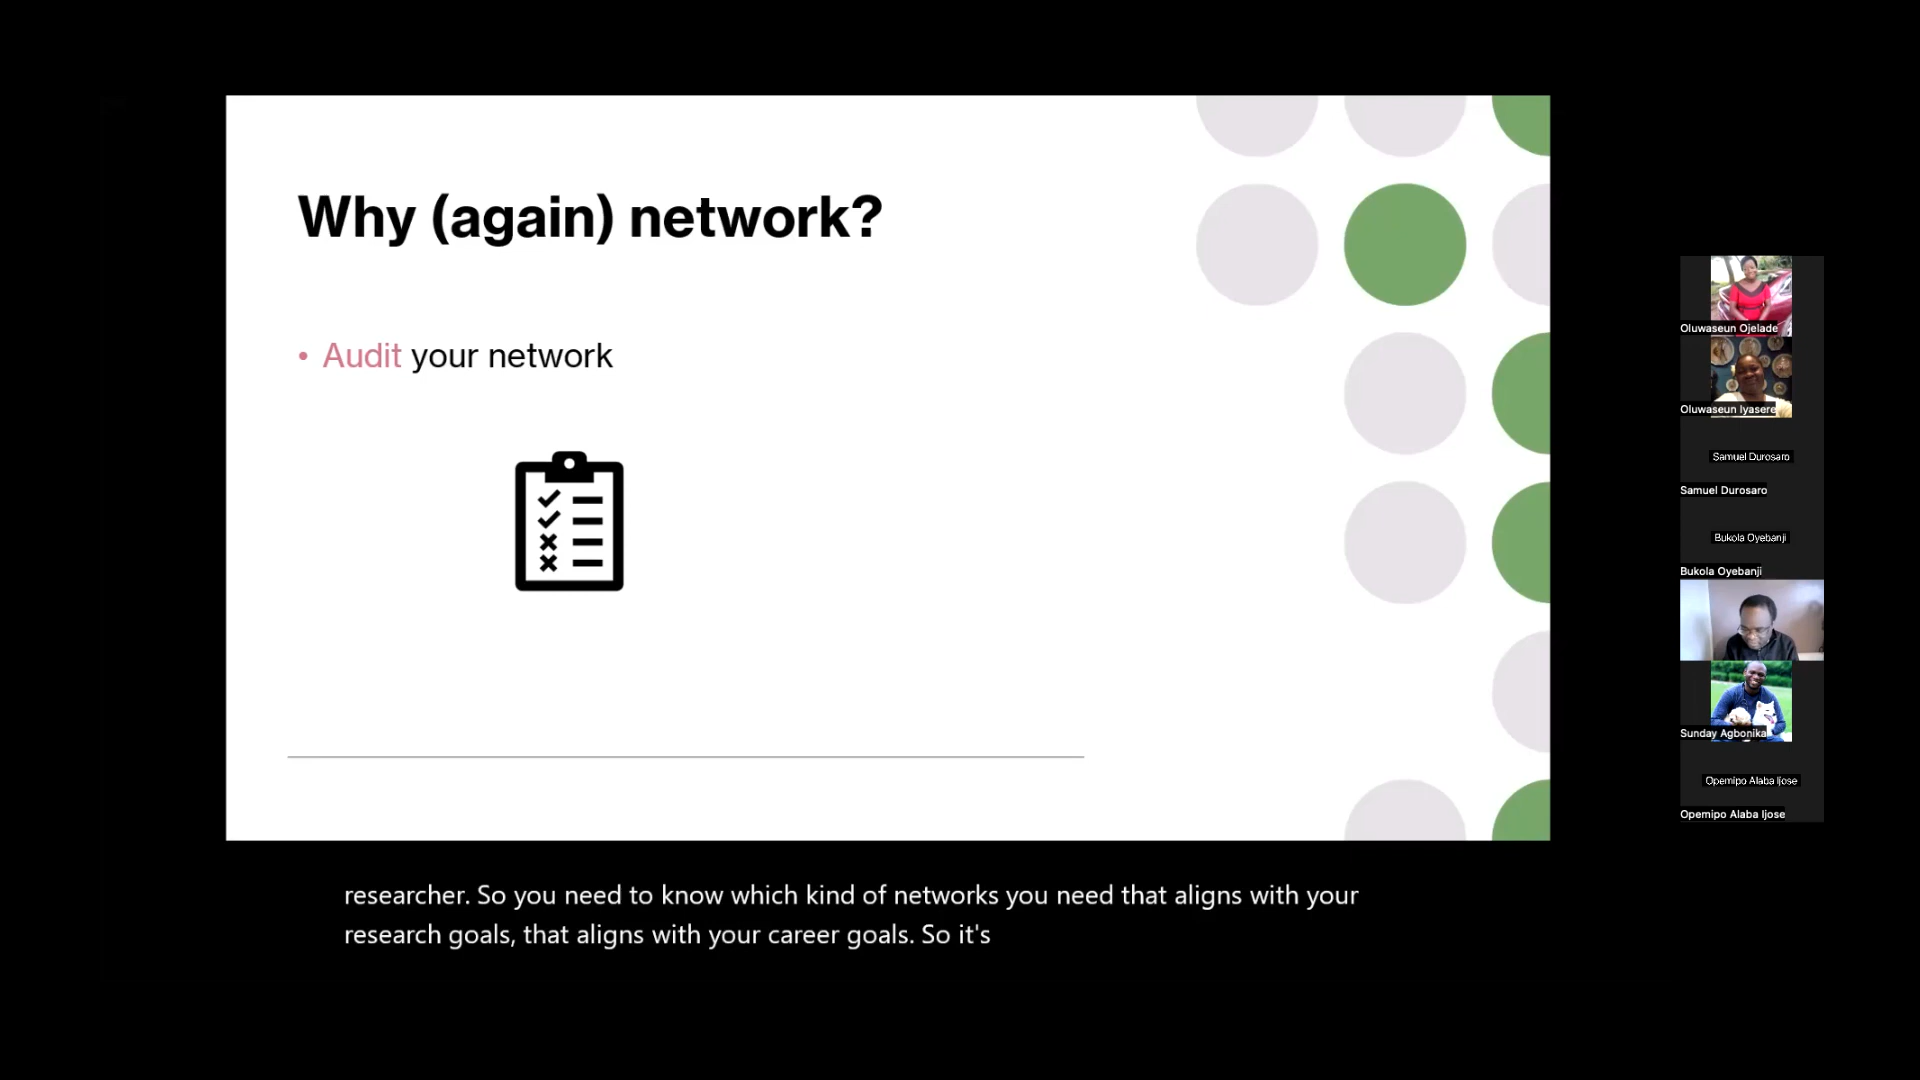 Why (again) network?
• Audit your network
Oluwaseun Ojelade
Oluwaseun Iyasere
Samuel Durosaro
Samuel Durosaro
Bukola Oyebanji
Bukola Oyebanji
Sunday Agbonika
Opemipo Alaba Ijose
Opemipo Alaba Ijose
researcher. So you need to know which kind of networks you need that aligns with your
research goals, that aligns with your career goals. So it's